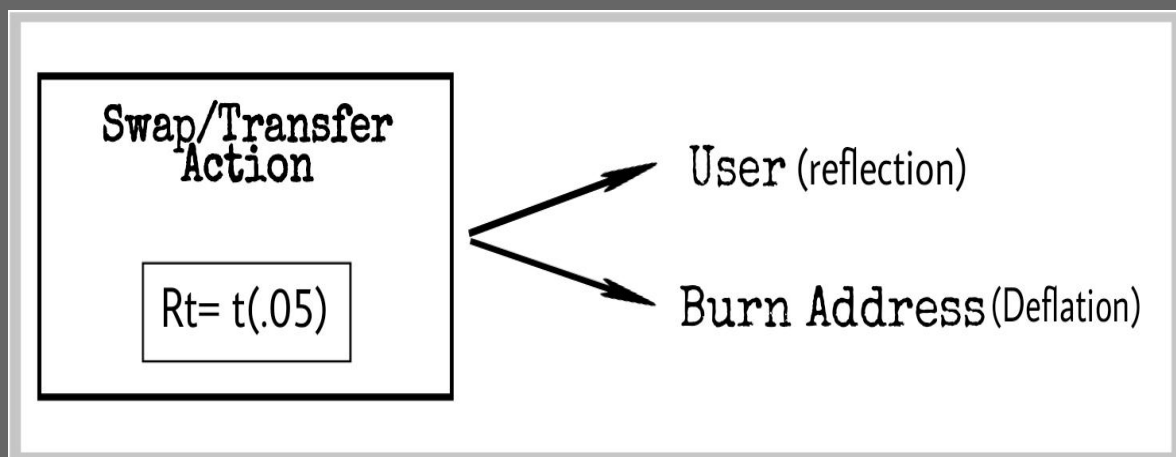 Swap/Transfer
Action
Rt= t(.05)
User (reflection)
Burn Address (Deflation)